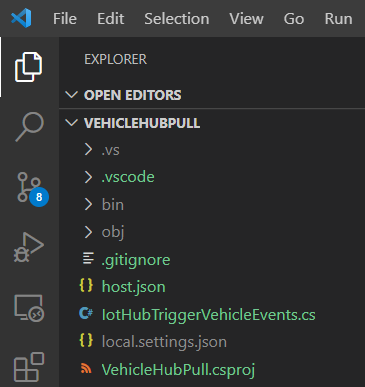 File Edit Selection View Go Run
EXPLORER
OPEN EDITORS
VEHICLEHUBPULL
.vs
.vscode
bin
obj
.gitignore
{} host.json
C# IotHubTriggerVehicleEvents.cs
{} local.settings.json
VehicleHubPull.csproj
8